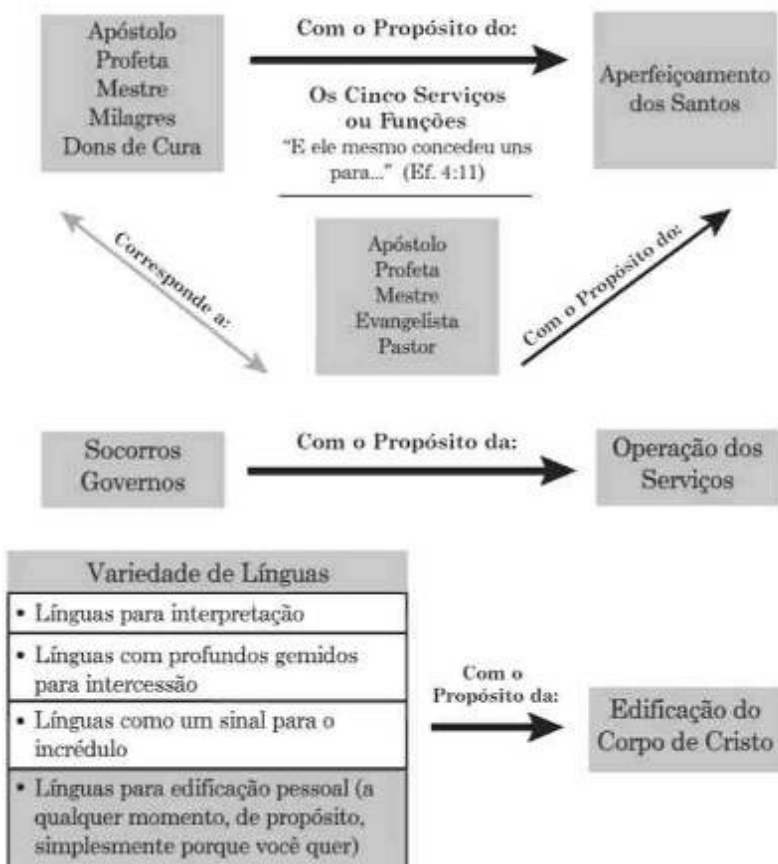 Apóstolo
Profeta
Mestre
Milagres
Dons de Cura
Com o Propósito do:
Aperfeiçoamento
dos Santos
Os Cinco Serviços
ou Funções
“E ele mesmo concedeu uns
para...” (Ef. 4:11)
Corresponde a:
Apóstolo
Profeta
Mestre
Evangelista
Pastor
Com o Propósito do:
Socorros
Governos
Com o Propósito da:
Operação dos
Serviços
Variedade de Línguas
• Línguas para interpretação
• Línguas com profundos gemidos
para intercessão
• Línguas como um sinal para o
incrédulo
• Línguas para edificação pessoal (a
qualquer momento, de propósito,
simplesmente porque você quer)
Com o
Propósito da:
Edificação do
Corpo de Cristo